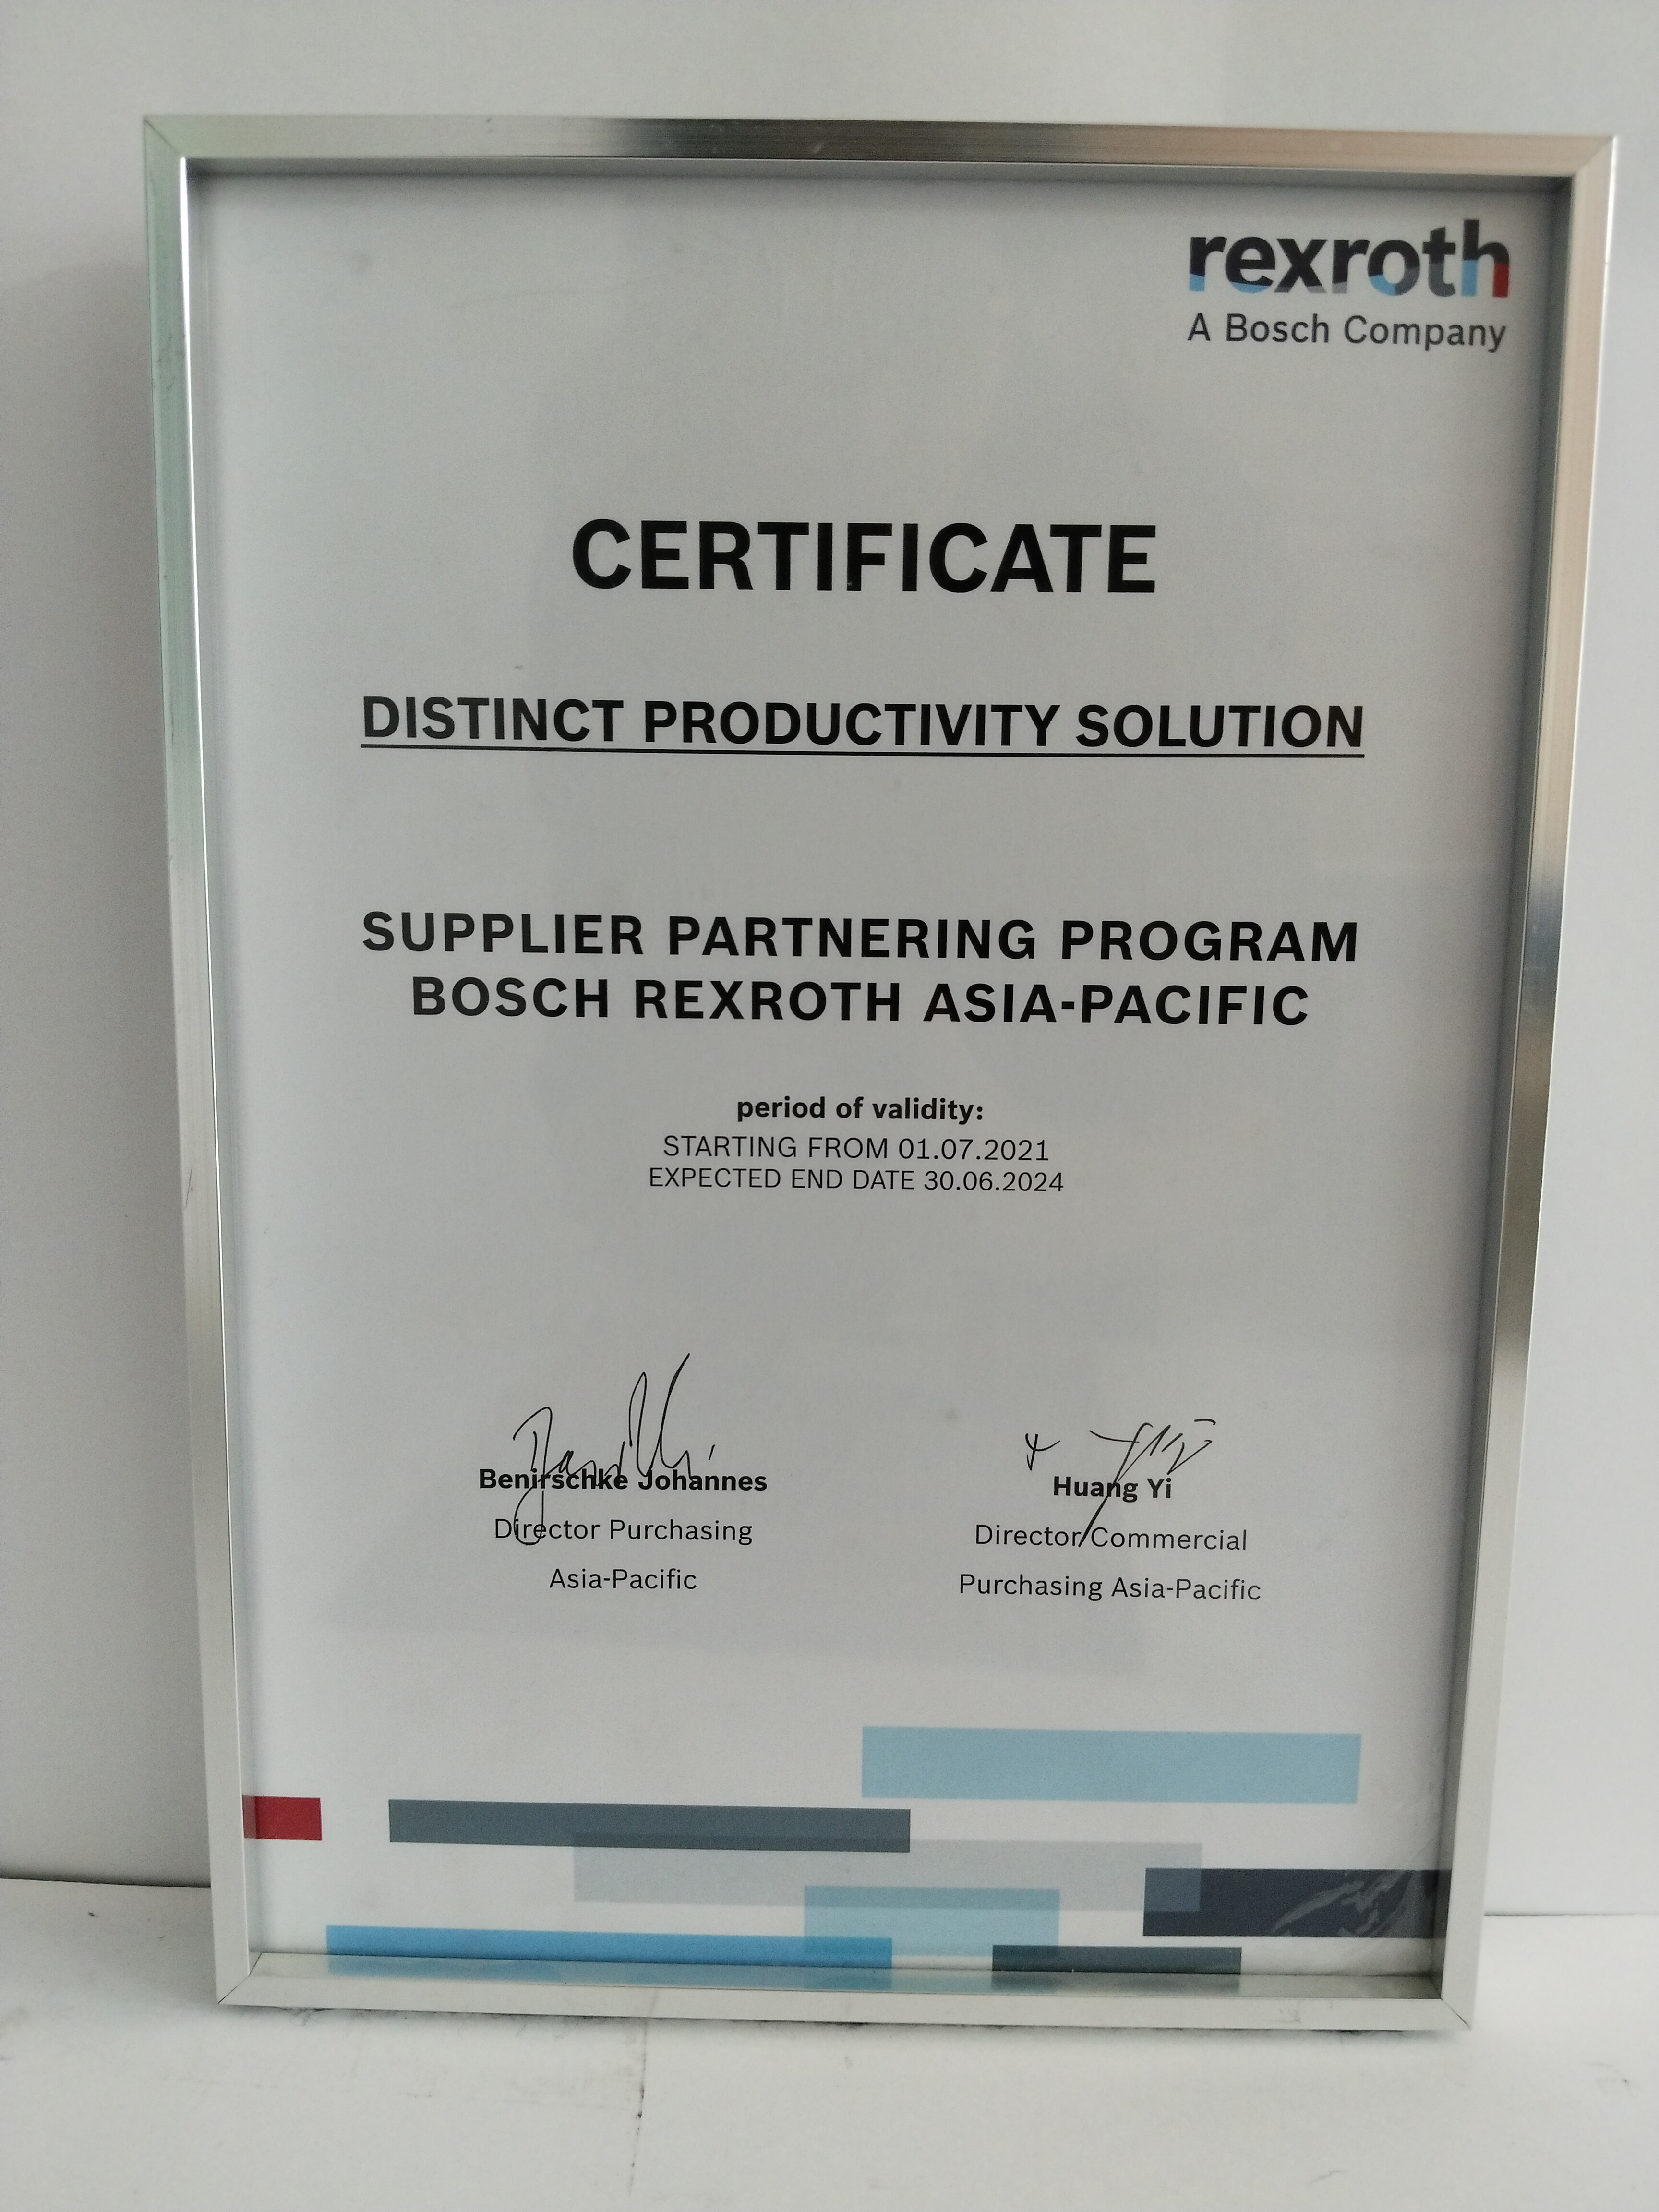 rexroth
A Bosch Company
CERTIFICATE
DISTINCT PRODUCTIVITY SOLUTION
SUPPLIER PARTNERING PROGRAM
BOSCH REXROTH ASIA-PACIFIC
period of validity:
STARTING FROM 01.07.2021
EXPECTED END DATE 30.06.2024
Benirschke Johannes
Director Purchasing
Asia-Pacific
Huang Yi
Director Commercial
Purchasing Asia-Pacific